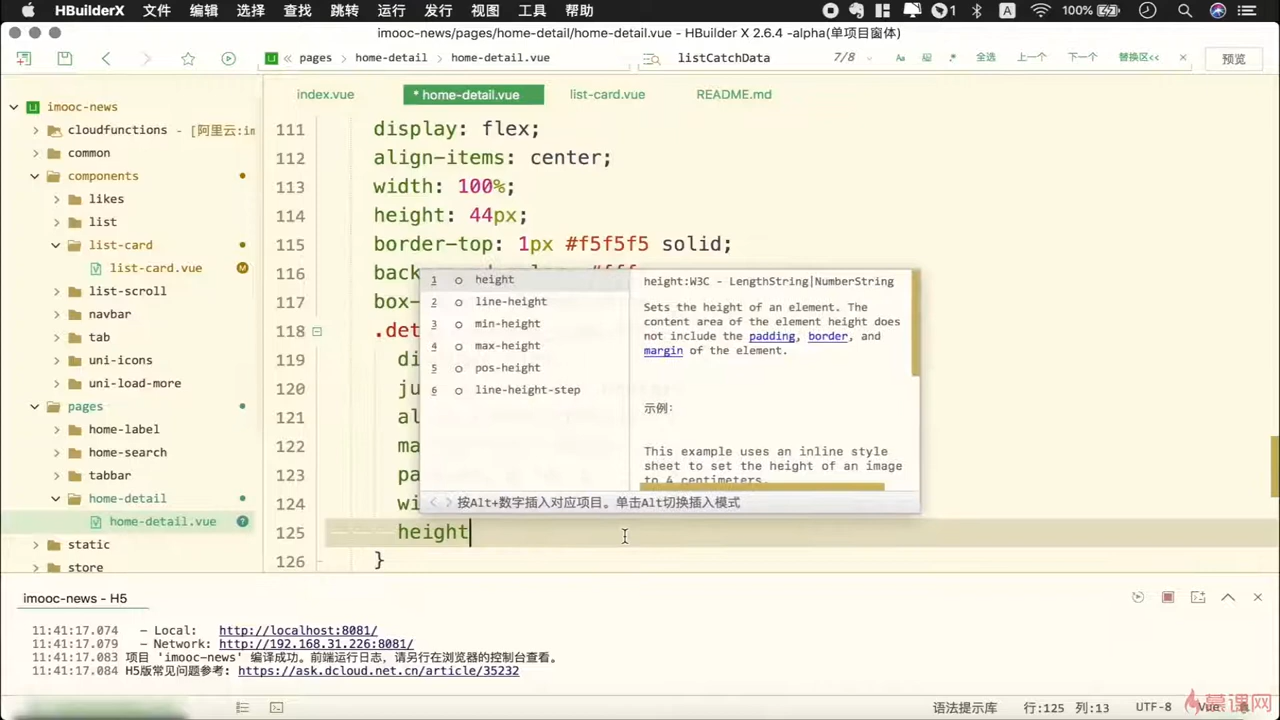 HBuilderX 文件 编辑 选择 查找 跳转 运行 发行 视图 工具 帮助 1 A 100%
imooc-news/pages/home-detail/home-detail.vue - HBuilder X 2.6.4 -alpha(单项目窗体)
pages home-detail home-detail.vue listCatchData 7/8 Aa .* 全选 上一个 下一个 替换区<< 预览
index.vue * home-detail.vue list-card.vue README.md
imooc-news
cloudfunctions - [阿里云:im
common
components
likes
list
list-card
list-card.vue M
list-scroll
navbar
tab
uni-icons
uni-load-more
pages
home-label
home-search
tabbar
home-detail
home-detail.vue
static
store
111 display: flex;
112 align-items: center;
113 width: 100%;
114 height: 44px;
115 border-top: 1px #f5f5f5 solid;
116
117 box-
118 .det
119 di
120 ju
121 al
122 ma
123 pa
124 wi
125 height
126 }
1 height
2 line-height
3 min-height
4 max-height
5 pos-height
6 line-height-step
height:W3C - LengthString|NumberString
Sets the height of an element. The
content area of the element height does
not include the padding, border, and
margin of the element.
示例:
This example uses an inline style
sheet to set the height of an image
to 4 centimeters.
按Alt+数字插入对应项目。单击Alt切换插入模式
imooc-news - H5
11:41:17.074 - Local: http://localhost:8081/
11:41:17.079 - Network: http://192.168.31.226:8081/
11:41:17.083 项目 'imooc-news' 编译成功。前端运行日志，请另行在浏览器的控制台查看。
11:41:17.084 H5版常见问题参考: https://ask.dcloud.net.cn/article/35232
语法提示库 行:125 列:13 UTF-8 Vue
慕课网